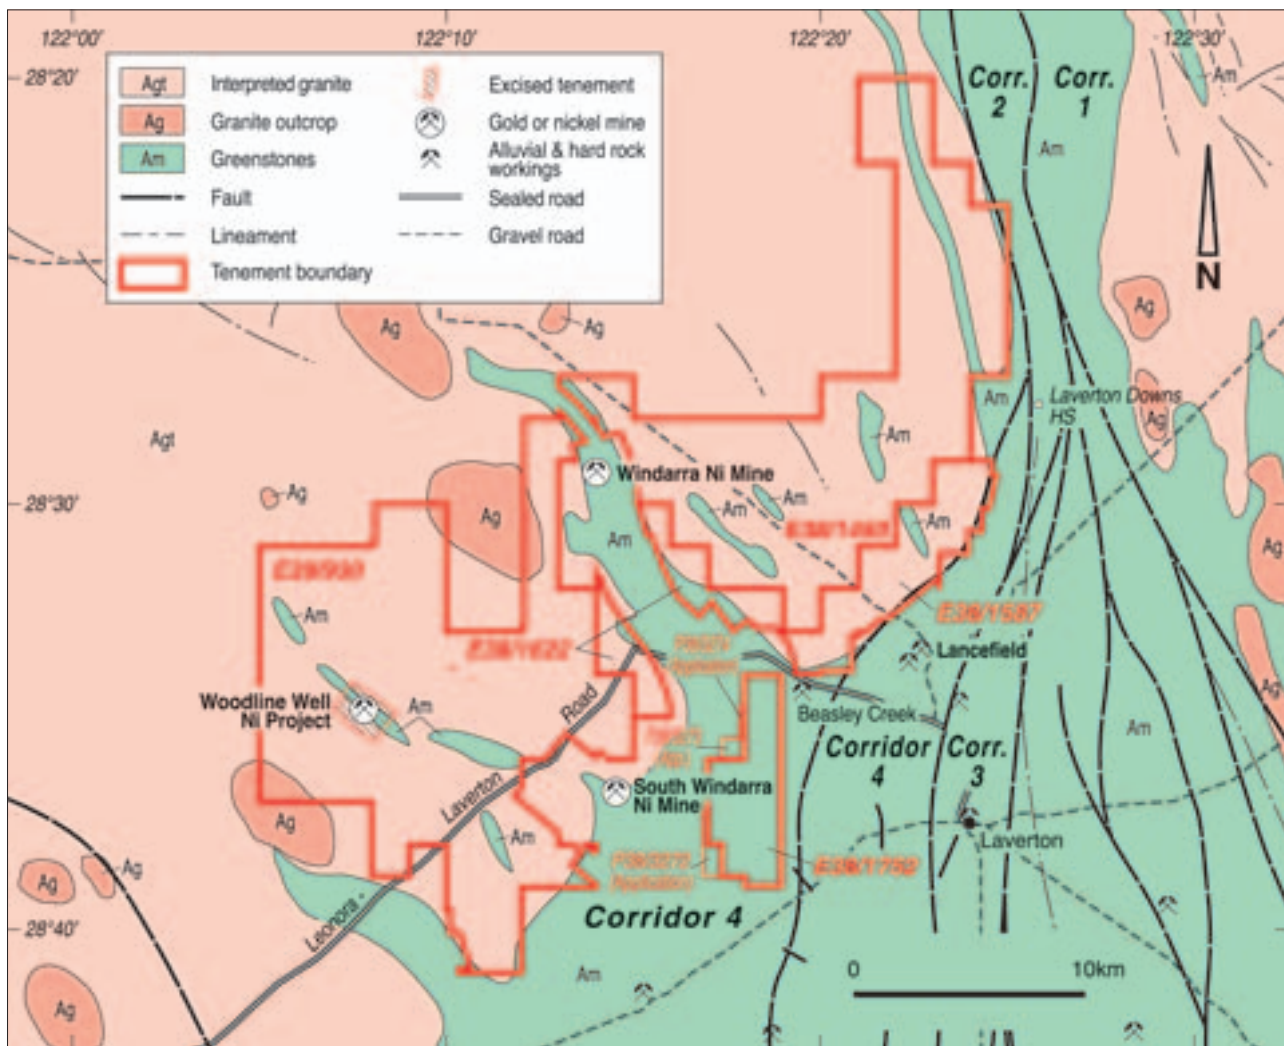 122°00'
122°10'
122°20'
122°30'
28°20'
28°30'
28°40'
Agt
Interpreted granite
Ag
Granite outcrop
Am
Greenstones
Fault
Lineament
Tenement boundary
Excised tenement
Gold or nickel mine
Alluvial & hard rock
workings
Sealed road
Gravel road
Corr.
2
Corr.
1
Am
Am
N
Ag
Ag
Ag
Laverton Downs
HS
Ag
Am
Agt
Am
Windarra Ni Mine
Ag
Ag
Am
Am
Am
Am
Ag
Am
E38/1622
E38/1557
Lancefield
Woodline Well
Ni Project
Am
Road
Beasley Creek
Corridor
4
Corr.
3
Am
South Windarra
Ni Mine
Laverton
Ag
Am
Laverton
E38/1752
Ag
Ag
Leonora -
Corridor 4
Am
0
10km
Ag